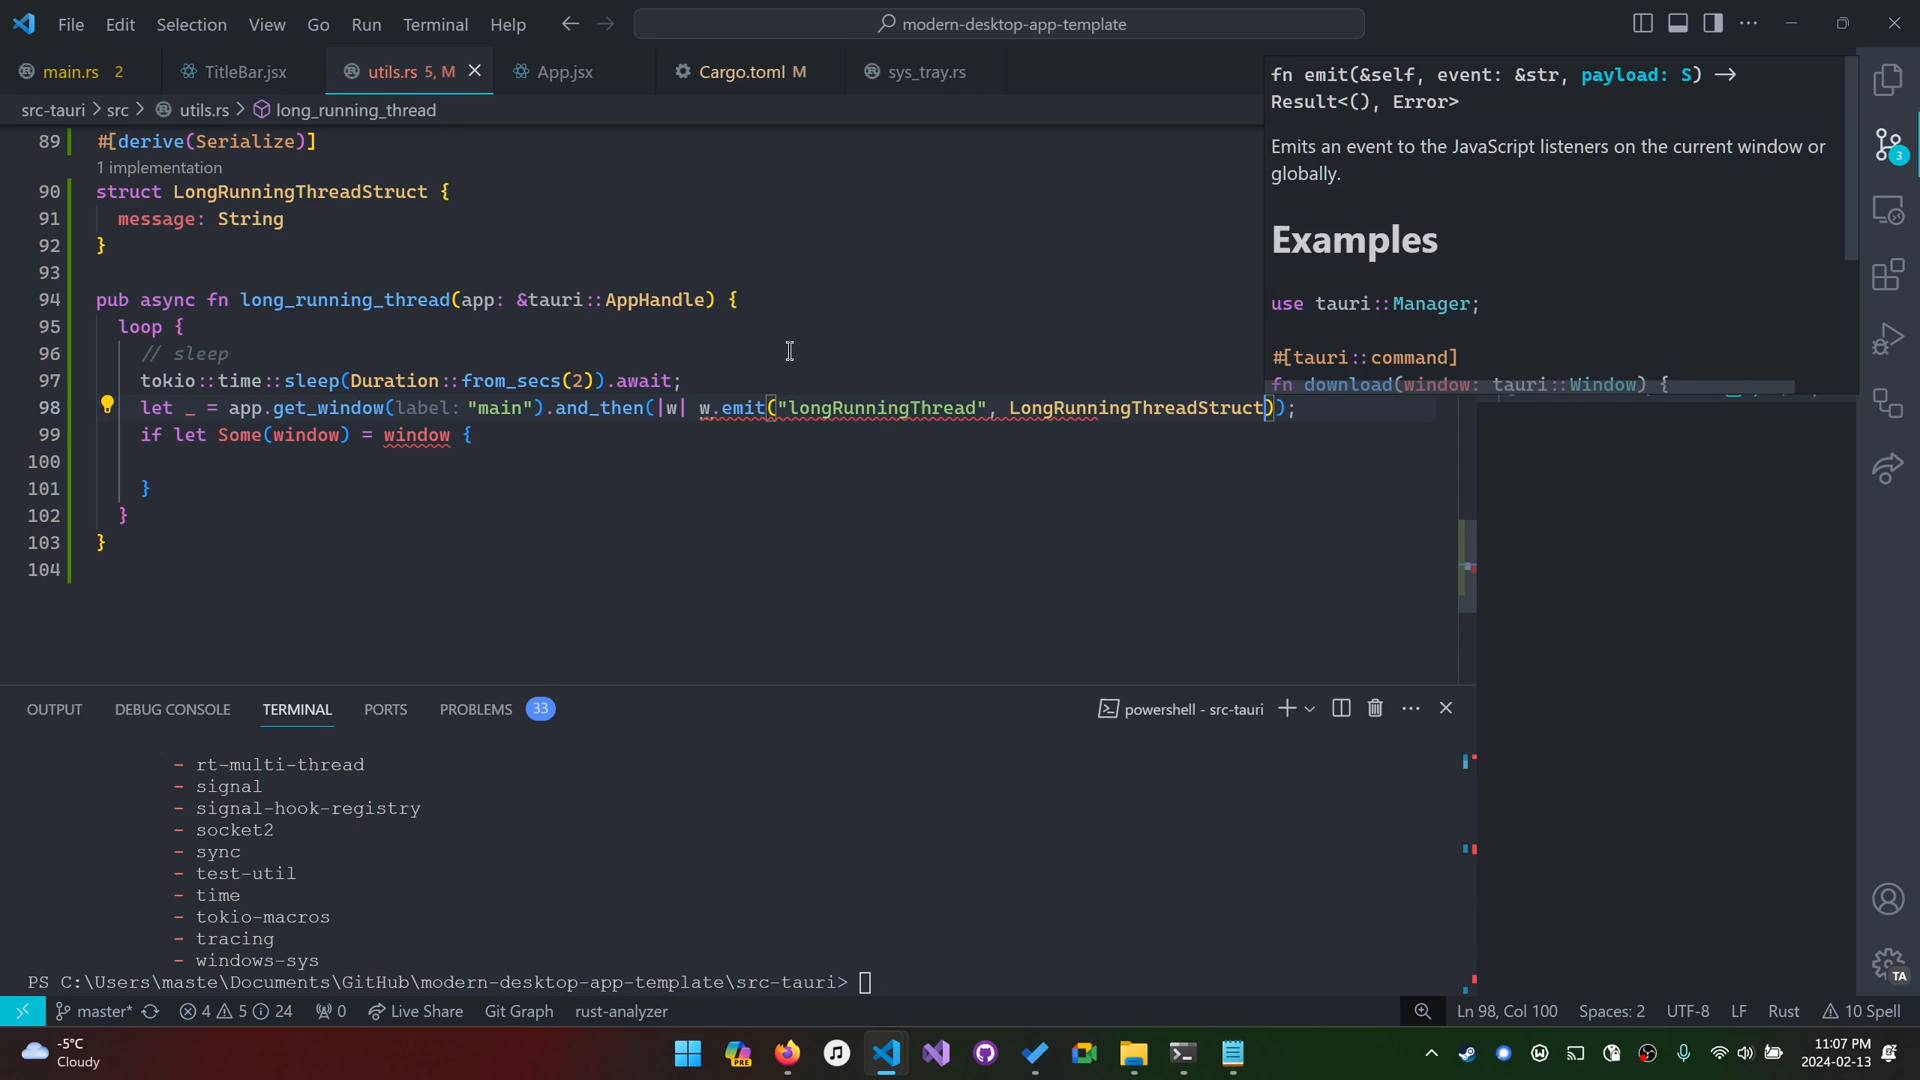 File Edit Selection View Go Run Terminal Help modern-desktop-app-template
main.rs 2 TitleBar.jsx utils.rs 5, M App.jsx Cargo.toml M sys_tray.rs
src-tauri > src > utils.rs > long_running_thread
fn emit(&self, event: &str, payload: S) →
Result<(), Error>
Emits an event to the JavaScript listeners on the current window or
globally.
Examples
use tauri::Manager;
#[tauri::command]
fn download(window: tauri::Window) {
89 #[derive(Serialize)]
1 implementation
90 struct LongRunningThreadStruct {
91 message: String
92 }
93
94 pub async fn long_running_thread(app: &tauri::AppHandle) {
95 loop {
96 // sleep
97 tokio::time::sleep(Duration::from_secs(2)).await;
98 let _ = app.get_window(label: "main").and_then(|w| w.emit("longRunningThread", LongRunningThreadStruct));
99 if let Some(window) = window {
100
101 }
102 }
103 }
104
OUTPUT DEBUG CONSOLE TERMINAL PORTS PROBLEMS 33 powershell - src-tauri
- rt-multi-thread
- signal
- signal-hook-registry
- socket2
- sync
- test-util
- time
- tokio-macros
- tracing
- windows-sys
PS C:\Users\maste\Documents\GitHub\modern-desktop-app-template\src-tauri>
3
TA
master* 4 5 24 0 Live Share Git Graph rust-analyzer Ln 98, Col 100 Spaces: 2 UTF-8 LF Rust 10 Spell
-5°C
Cloudy
PRE
11:07 PM
2024-02-13